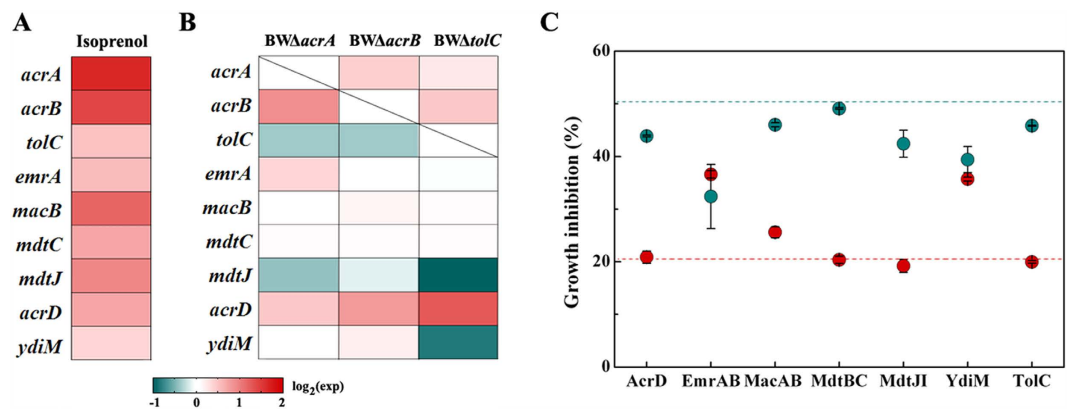 A
Isoprenol
acrA
acrB
tolC
emrA
macB
mdtC
mdtJ
acrD
ydiM
B
BWΔacrA BWΔacrB BWΔtolC
acrA
acrB
tolC
emrA
macB
mdtC
mdtJ
acrD
ydiM
-1 0 1 2
log2(exp)
C
Growth inhibition (%)
60
40
20
0
AcrD EmrAB MacAB MdtBC MdtJI YdiM TolC